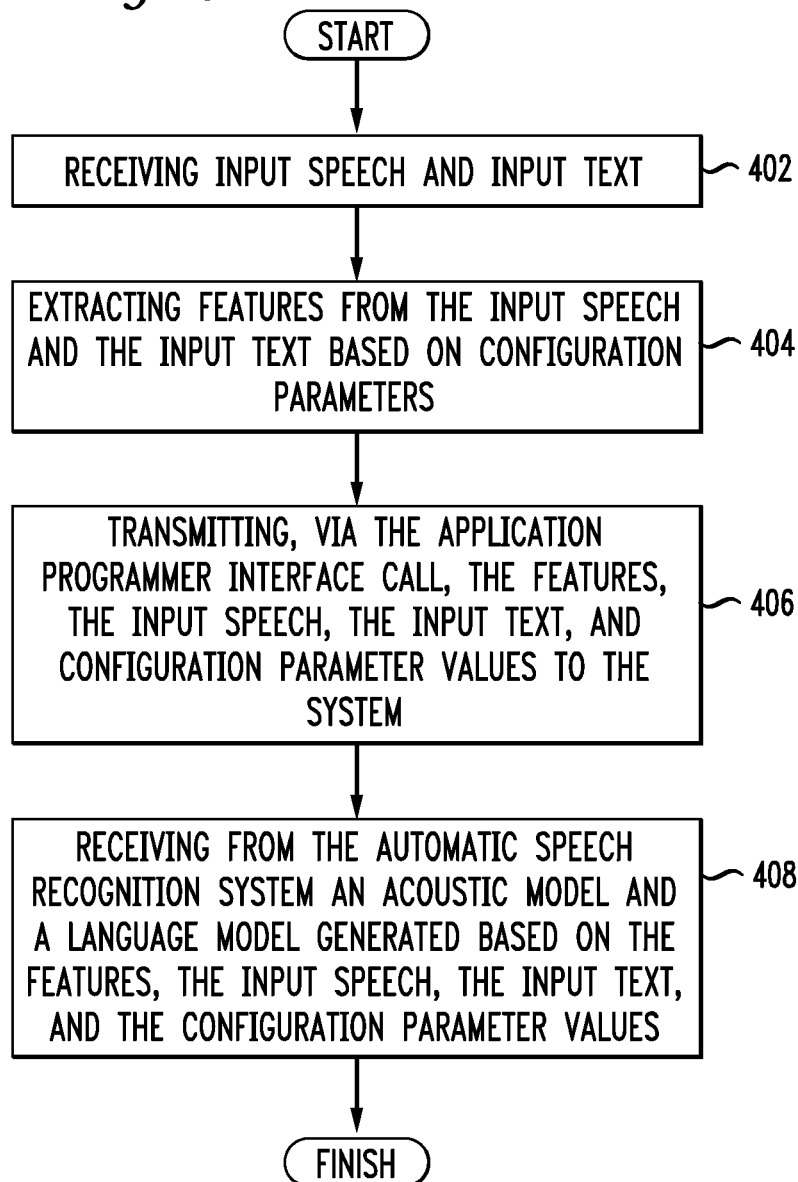 START
RECEIVING INPUT SPEECH AND INPUT TEXT
402
EXTRACTING FEATURES FROM THE INPUT SPEECH
AND THE INPUT TEXT BASED ON CONFIGURATION
PARAMETERS
404
TRANSMITTING, VIA THE APPLICATION
PROGRAMMER INTERFACE CALL, THE FEATURES,
THE INPUT SPEECH, THE INPUT TEXT, AND
CONFIGURATION PARAMETER VALUES TO THE
SYSTEM
406
RECEIVING FROM THE AUTOMATIC SPEECH
RECOGNITION SYSTEM AN ACOUSTIC MODEL AND
A LANGUAGE MODEL GENERATED BASED ON THE
FEATURES, THE INPUT SPEECH, THE INPUT TEXT,
AND THE CONFIGURATION PARAMETER VALUES
408
FINISH